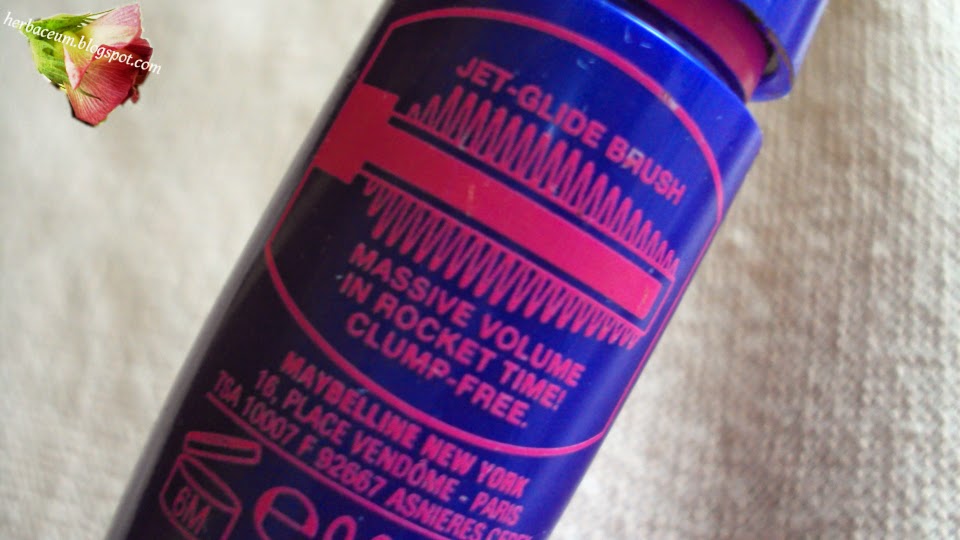 herbaceum.blogspot.com
JET-GLIDE BRUSH
MASSIVE VOLUME
IN ROCKET TIME!
CLUMP-FREE.
MAYBELLINE NEW YORK
16, PLACE VENDÔME - PARIS
TSA 10007 F 92667 ASNIERES
6M
e